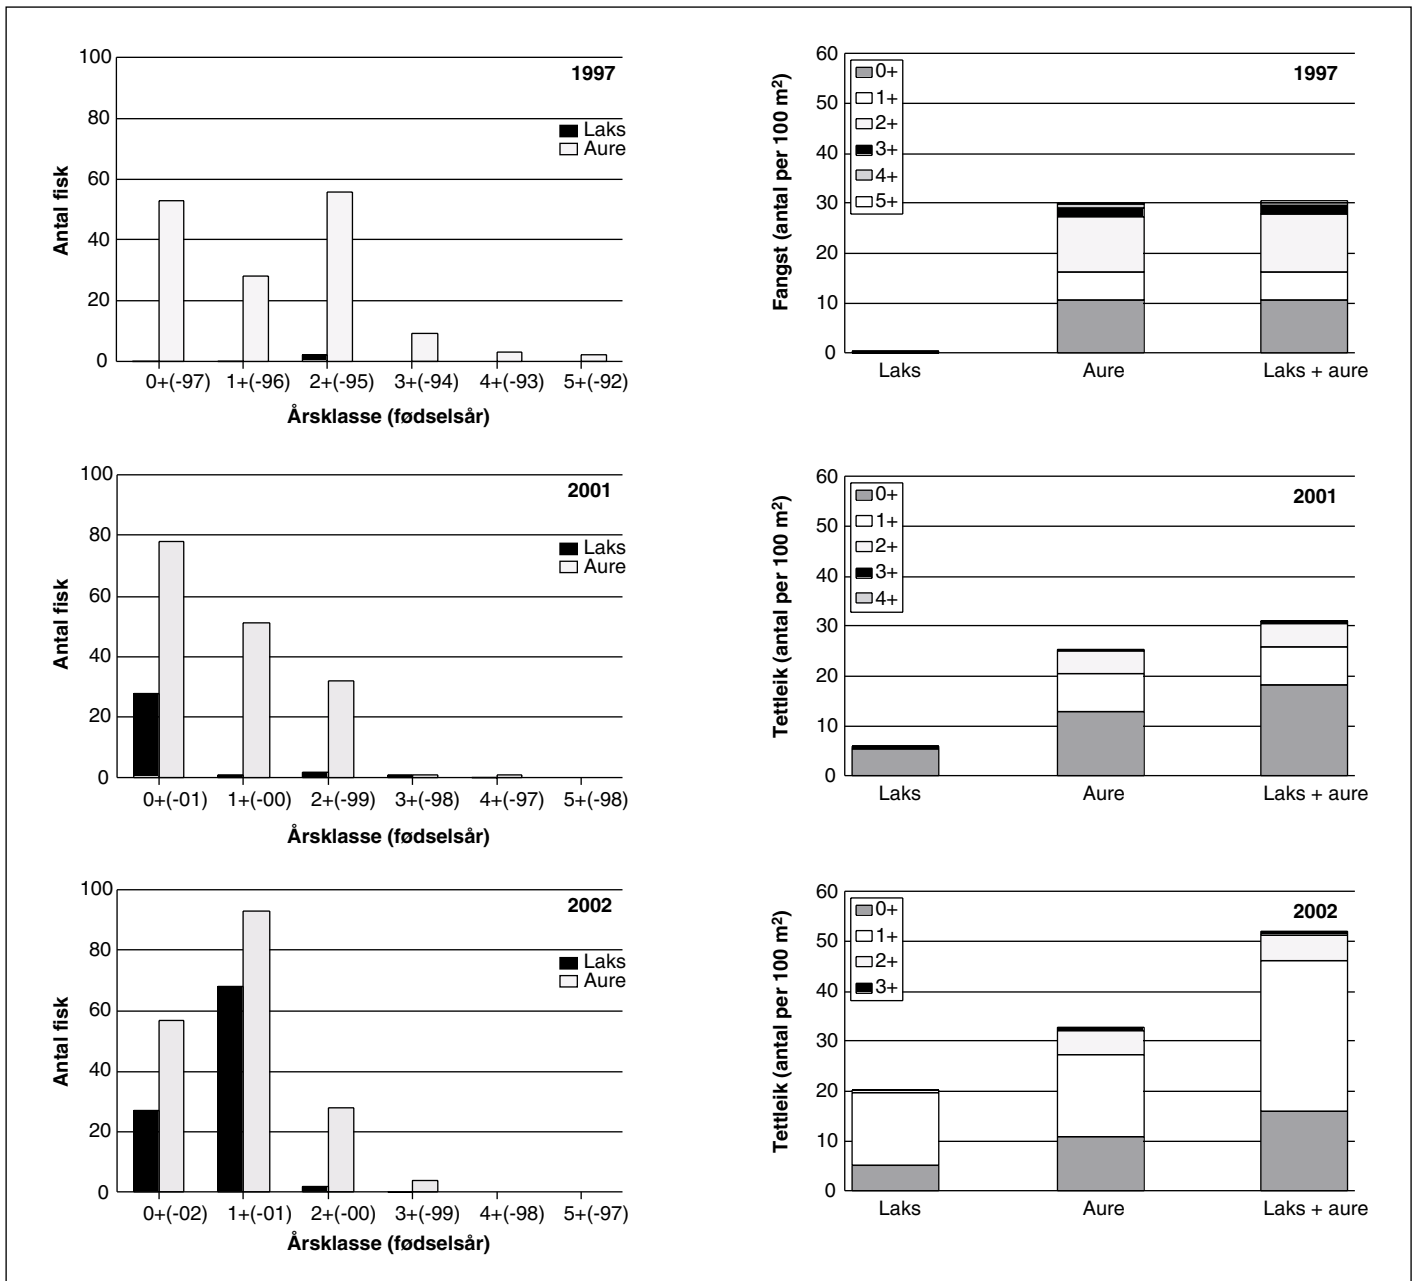 100
80
60
40
20
0
Antal fisk
1997
Laks
Aure
0+(-97) 1+(-96) 2+(-95) 3+(-94) 4+(-93) 5+(-92)
Årsklasse (fødselsår)
60
50
40
30
20
10
0
Fangst (antal per 100 m²)
0+
1+
2+
3+
4+
5+
1997
Laks Aure Laks + aure
100
80
60
40
20
0
Antal fisk
2001
Laks
Aure
0+(-01) 1+(-00) 2+(-99) 3+(-98) 4+(-97) 5+(-98)
Årsklasse (fødselsår)
60
50
40
30
20
10
0
Tettleik (antal per 100 m²)
0+
1+
2+
3+
4+
2001
Laks Aure Laks + aure
100
80
60
40
20
0
Antal fisk
2002
Laks
Aure
0+(-02) 1+(-01) 2+(-00) 3+(-99) 4+(-98) 5+(-97)
Årsklasse (fødselsår)
60
50
40
30
20
10
0
Tettleik (antal per 100 m²)
0+
1+
2+
3+
2002
Laks Aure Laks + aure